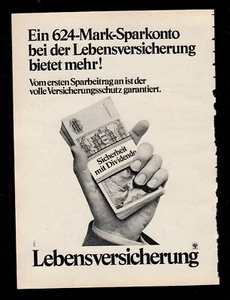 Ein 624-Mark-Sparkonto
bei der Lebensversicherung
bietet mehr!
Vom ersten Sparbeitrag an ist der
volle Versicherungsschutz garantiert.
Sicherheit
mit Dividende
Lebensversicherung